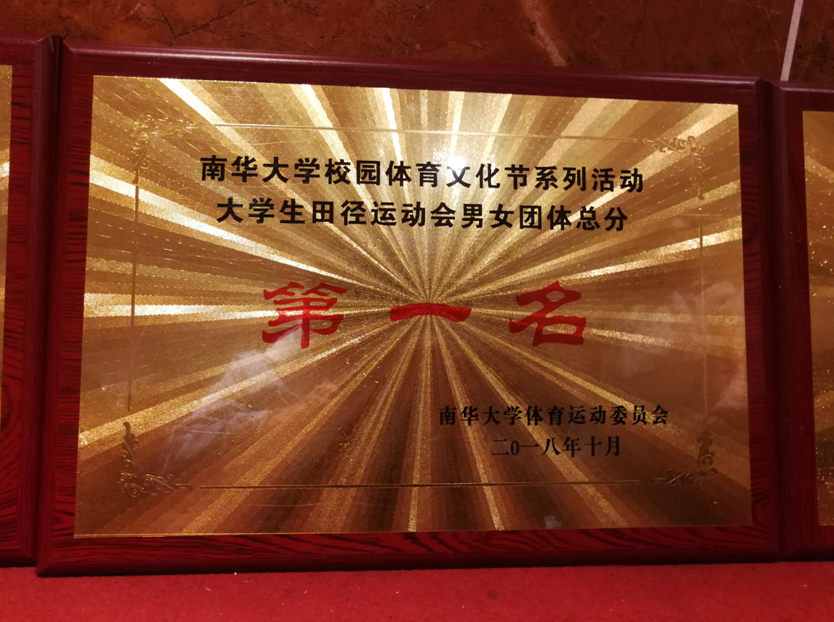 南华大学校园体育文化节系列活动
大学生田径运动会男女团体总分
第一名
南华大学体育运动委员会
二0一八年十月